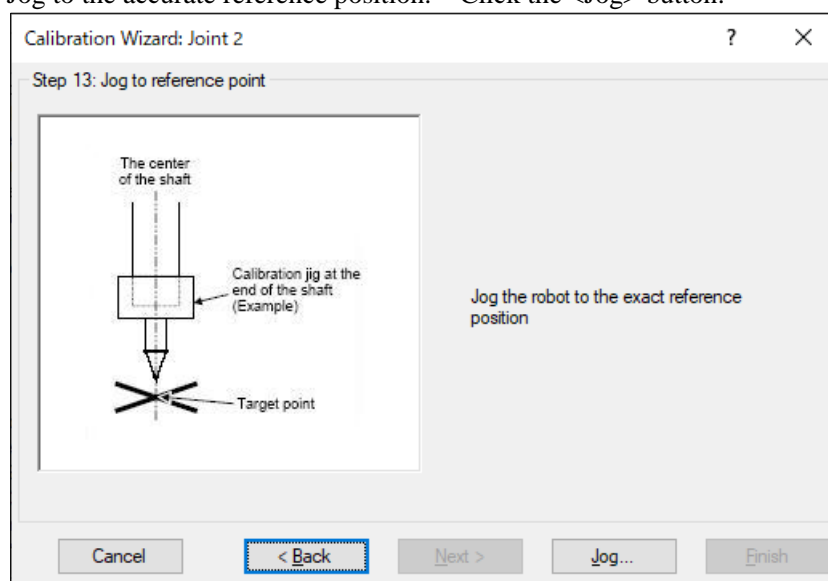 Jog to the accurate reference position. Click the <Jog> button.
Calibration Wizard: Joint 2
Step 13: Jog to reference point
The center
of the shaft
Calibration jig at the
end of the shaft
(Example)
Target point
Jog the robot to the exact reference
position
Cancel
< Back
Next >
Jog...
Finish